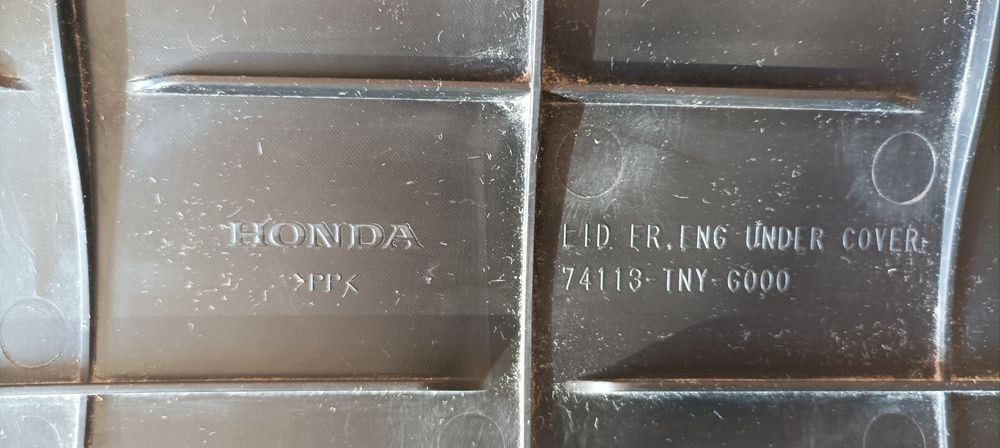 HONDA
>PP<
LID FR.ENG UNDER COVER
74113-TNY-G000